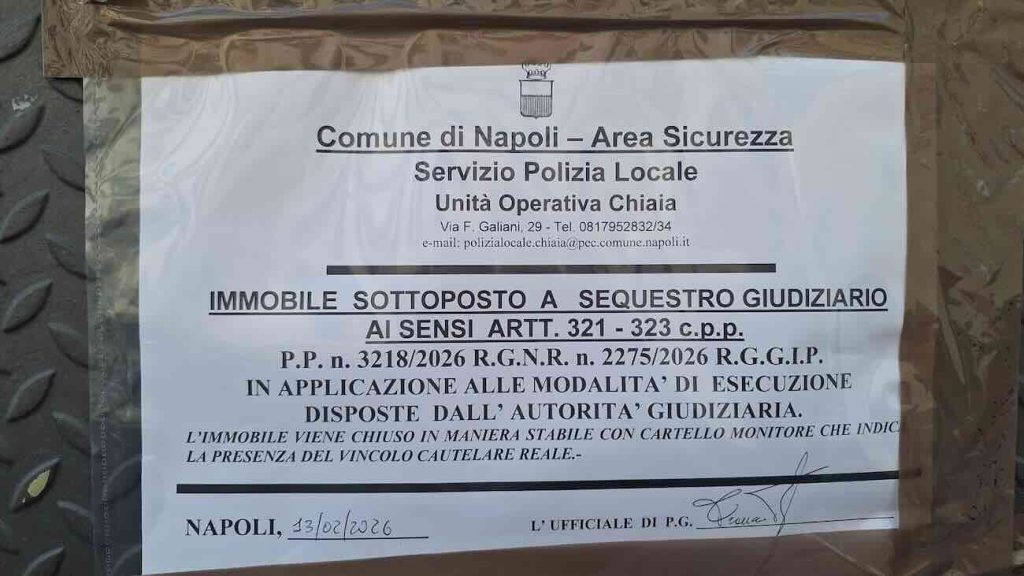 Comune di Napoli – Area Sicurezza
Servizio Polizia Locale
Unità Operativa Chiaia
Via F. Galiani, 29 - Tel. 0817952832/34
e-mail: polizialocale.chiaia@pec.comune.napoli.it
IMMOBILE SOTTOPOSTO A SEQUESTRO GIUDIZIARIO
AI SENSI ARTT. 321 - 323 c.p.p.
P.P. n. 3218/2026 R.G.N.R. n. 2275/2026 R.G.G.I.P.
IN APPLICAZIONE ALLE MODALITA' DI ESECUZIONE
DISPOSTE DALL' AUTORITA' GIUDIZIARIA.
L'IMMOBILE VIENE CHIUSO IN MANIERA STABILE CON CARTELLO MONITORE CHE INDIC
LA PRESENZA DEL VINCOLO CAUTELARE REALE.-
NAPOLI, 13/02/2026
L' UFFICIALE DI P.G.